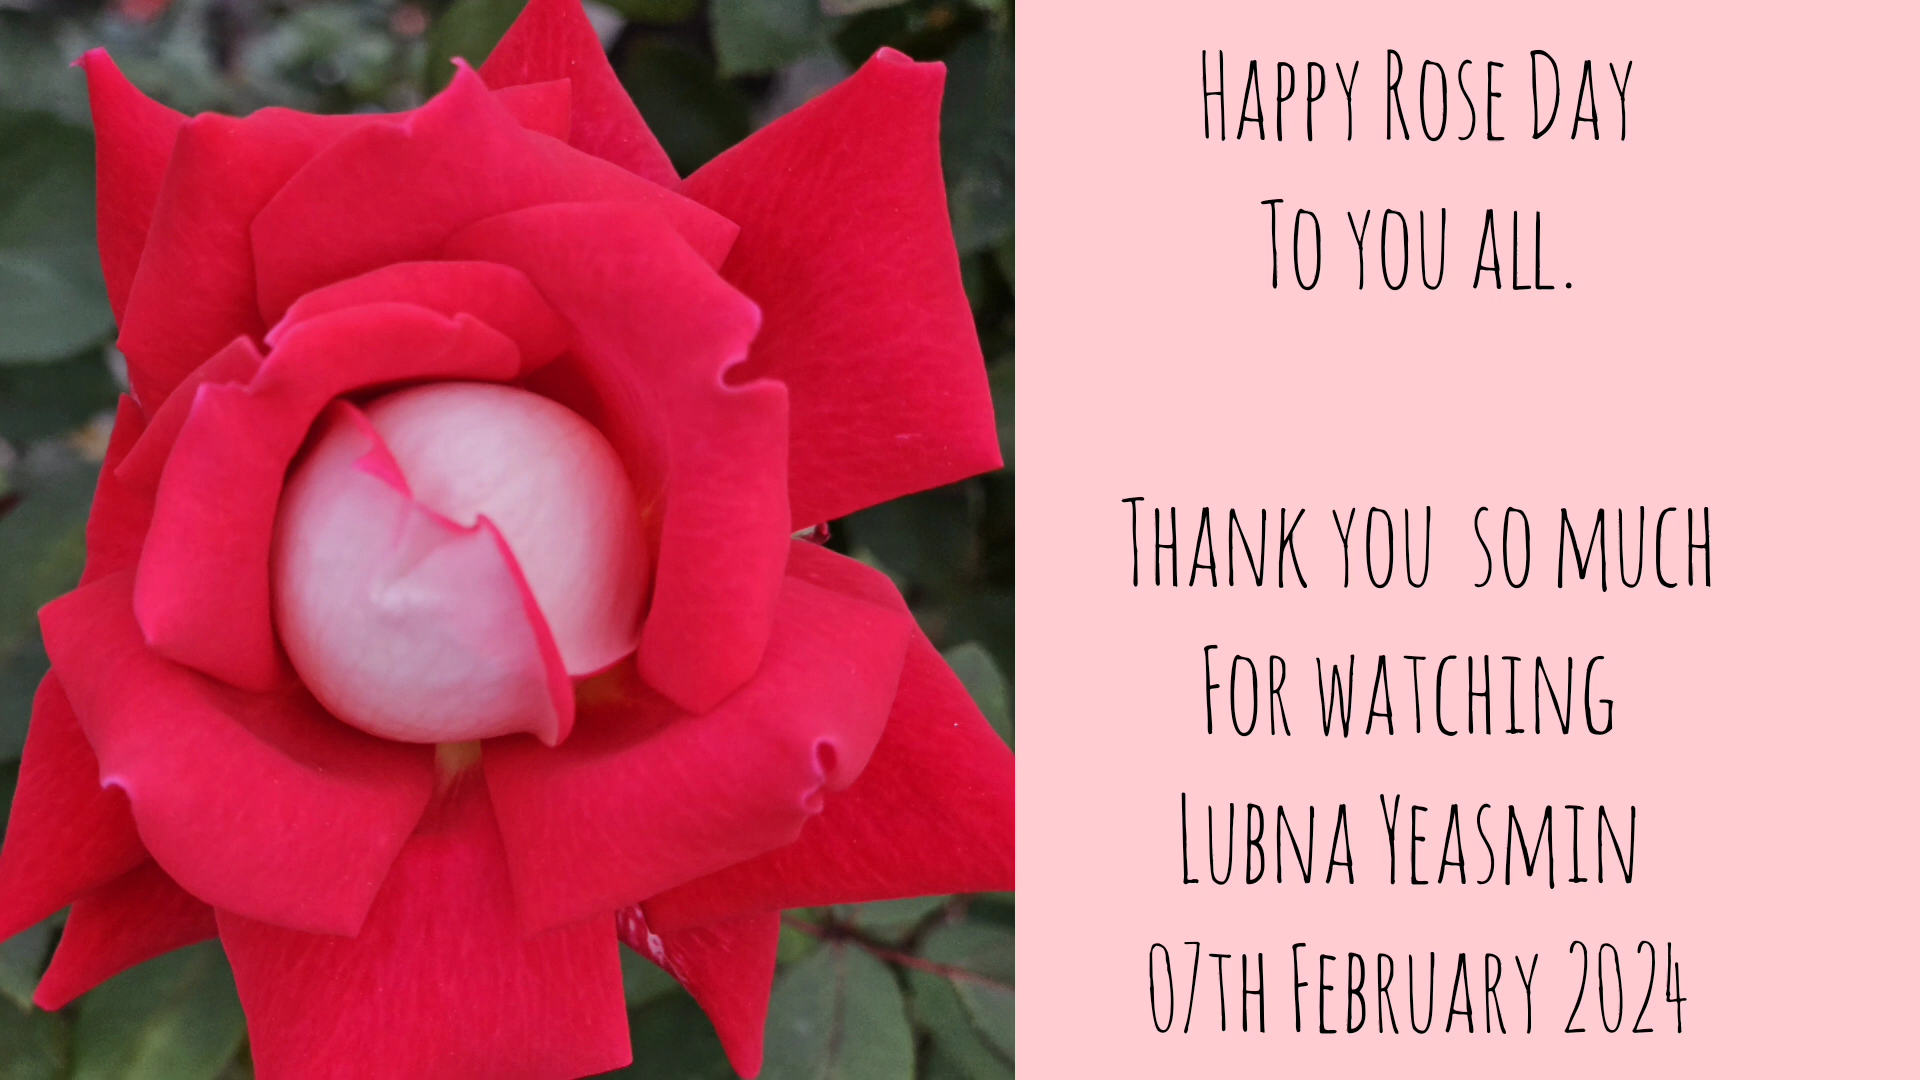 Happy Rose Day
To you all.
Thank you so much
For watching
Lubna Yeasmin
07th February 2024